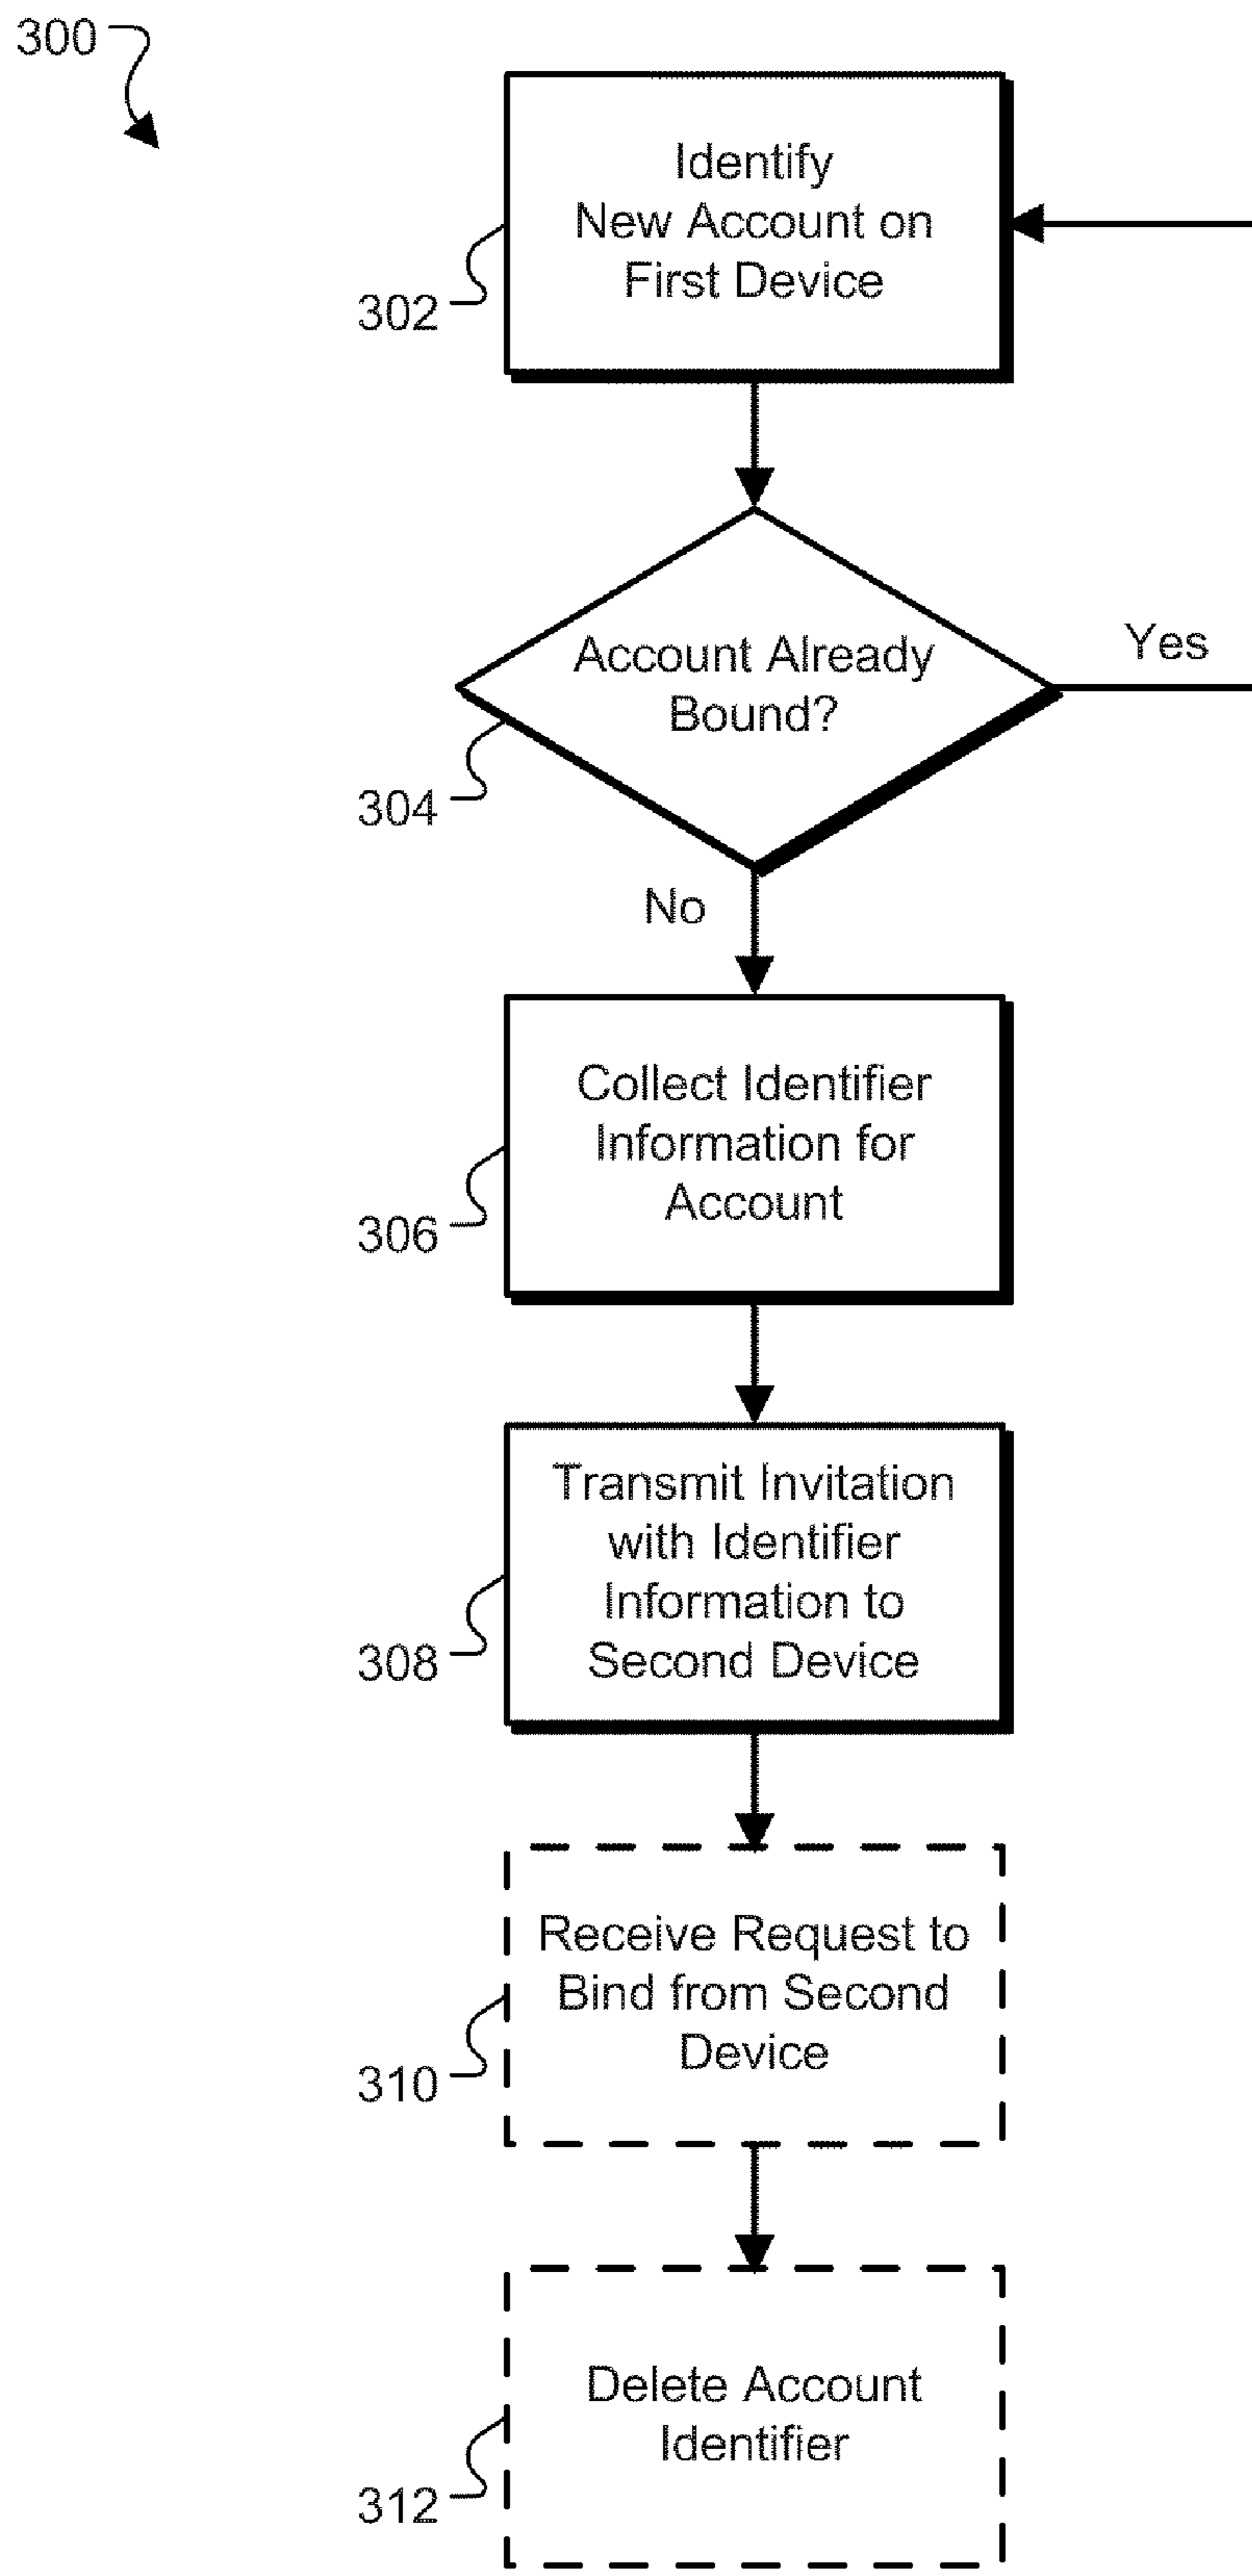 300
Identify
New Account on
First Device
302
Account Already
Bound?
Yes
304
No
Collect Identifier
Information for
Account
306
Transmit Invitation
with Identifier
Information to
Second Device
308
Receive Request to
Bind from Second
Device
310
Delete Account
Identifier
312